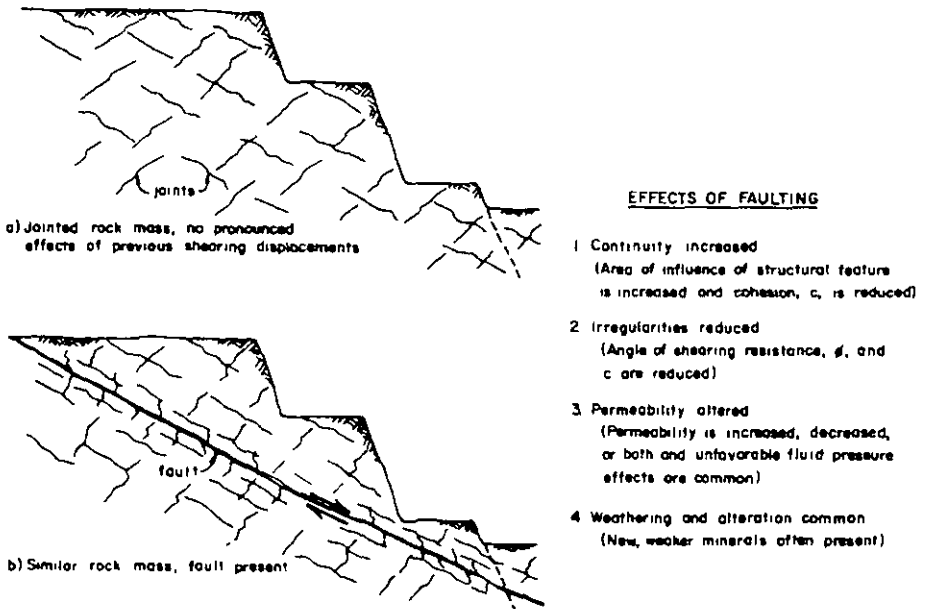 joints
a) Jointed rock mass, no pronounced
effects of previous shearing displacements
fault
b) Similar rock mass, fault present
EFFECTS OF FAULTING
1 Continuity increased
(Area of influence of structural feature
is increased and cohesion, c, is reduced)
2 Irregularities reduced
(Angle of shearing resistance, ø, and
c are reduced)
3. Permeability altered
(Permeability is increased, decreased,
or both and unfavorable fluid pressure
effects are common)
4 Weathering and alteration common
(New, weaker minerals often present)